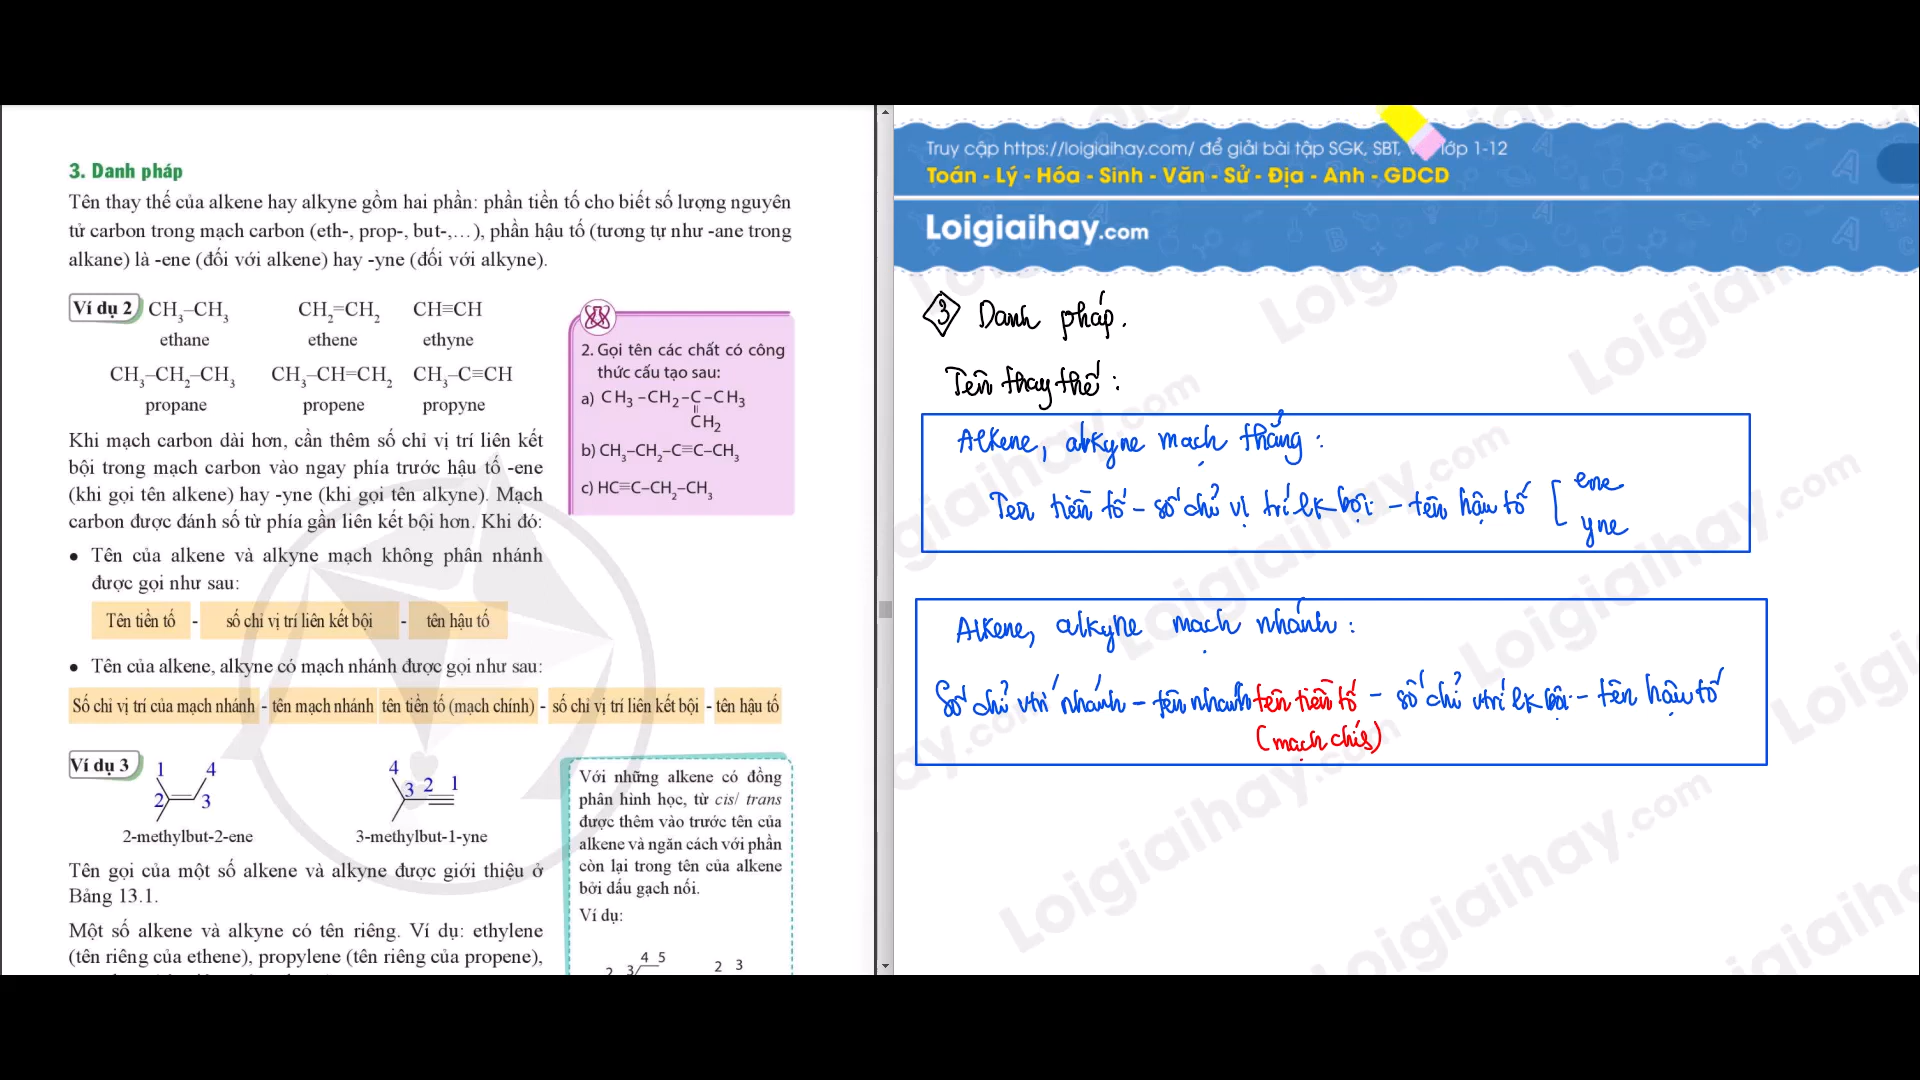 3. Danh pháp
Tên thay thế của alkene hay alkyne gồm hai phần: phần tiền tố cho biết số lượng nguyên
tử carbon trong mạch carbon (eth-, prop-, but-,…), phần hậu tố (tương tự như -ane trong
alkane) là -ene (đối với alkene) hay -yne (đối với alkyne).
Ví dụ 2
CH3–CH3 CH2=CH2 CH≡CH
ethane ethene ethyne
CH3–CH2–CH3 CH3–CH=CH2 CH3–C≡CH
propane propene propyne
Khi mạch carbon dài hơn, cần thêm số chỉ vị trí liên kết
bội trong mạch carbon vào ngay phía trước hậu tố -ene
(khi gọi tên alkene) hay -yne (khi gọi tên alkyne). Mạch
carbon được đánh số từ phía gần liên kết bội hơn. Khi đó:
• Tên của alkene và alkyne mạch không phân nhánh
được gọi như sau:
Tên tiền tố - số chỉ vị trí liên kết bội - tên hậu tố
• Tên của alkene, alkyne có mạch nhánh được gọi như sau:
Số chỉ vị trí của mạch nhánh - tên mạch nhánh tên tiền tố (mạch chính) - số chỉ vị trí liên kết bội - tên hậu tố
Ví dụ 3
1 4
2 3
2-methylbut-2-ene
4
3 2 1
3-methylbut-1-yne
Tên gọi của một số alkene và alkyne được giới thiệu ở
Bảng 13.1.
Một số alkene và alkyne có tên riêng. Ví dụ: ethylene
(tên riêng của ethene), propylene (tên riêng của propene),
2. Gọi tên các chất có công
thức cấu tạo sau:
a) CH3 –CH2 –C –CH3
CH2
b) CH3–CH2–C≡C–CH3
c) HC≡C–CH2–CH3
Với những alkene có đồng
phân hình học, từ cis/ trans
được thêm vào trước tên của
alkene và ngăn cách với phần
còn lại trong tên của alkene
bởi dấu gạch nối.
Ví dụ:
4 5
2 3
2 3
Truy cập https://loigiaihay.com/ để giải bài tập SGK, SBT, lớp 1-12
Toán - Lý - Hóa - Sinh - Văn - Sử - Địa - Anh - GDCD
Loigiaihay.com
3 Danh pháp.
Tên thay thế :
Alkene, alkyne mạch thẳng :
Tên tiền tố – số chỉ vị trí lk bội – tên hậu tố
ene
yne
Alkene, alkyne mạch nhánh :
Số chỉ vtrí nhánh – tên nhánh tên tiền tố – số chỉ vtrí lk bội – tên hậu tố